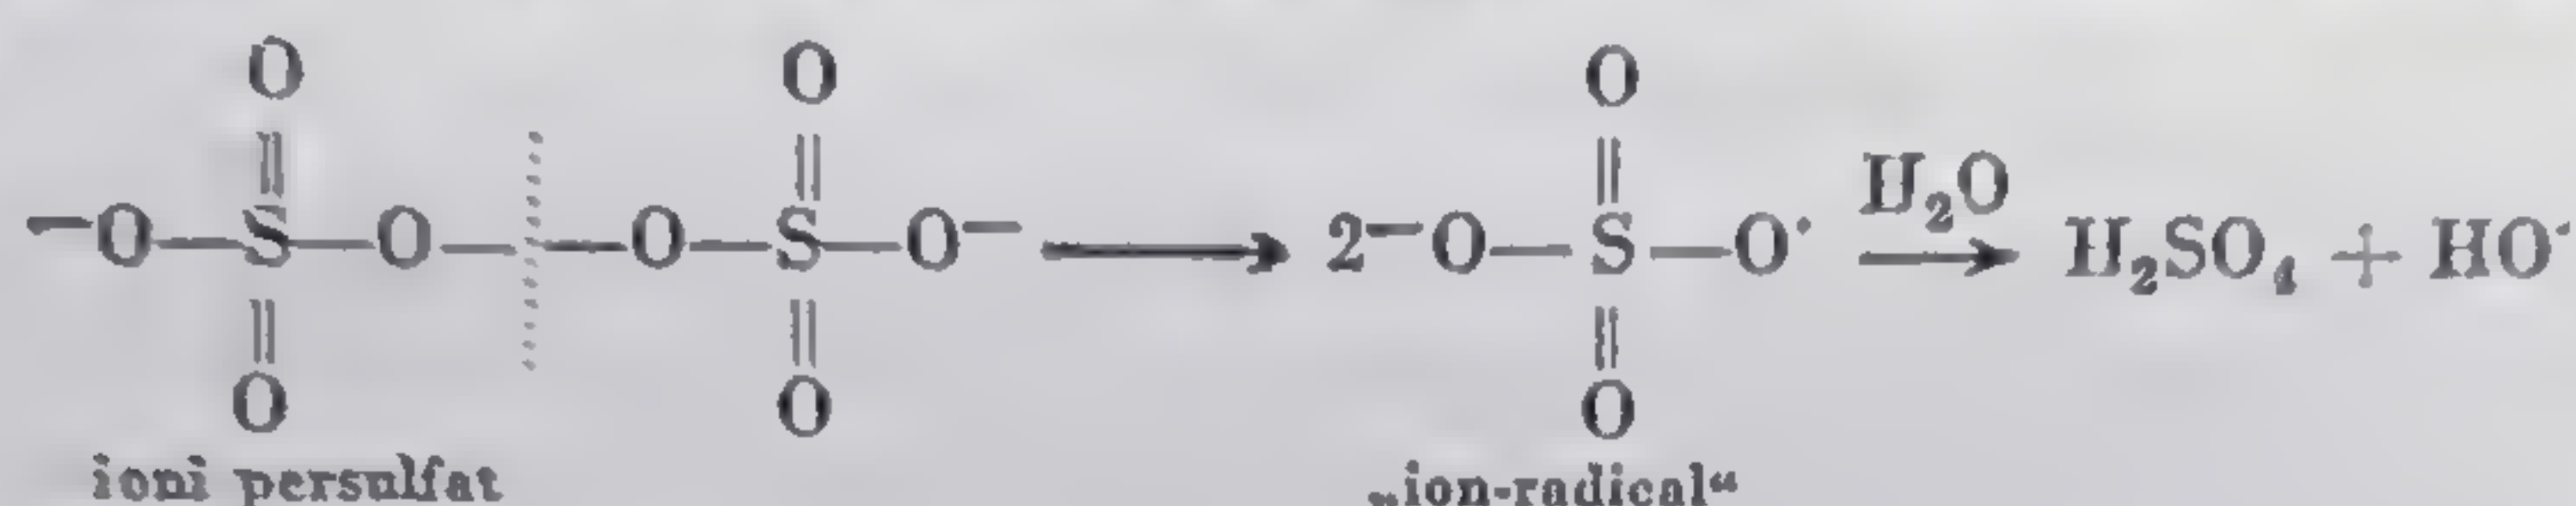 O O O
‖ ‖ ‖ H₂O
⁻O—S—O—⋮—O—S—O⁻ ⟶ 2⁻O—S—O· ⟶ H₂SO₄ + HO·
‖ ‖ ‖
O O O
ioni persulfat „ion-radical“